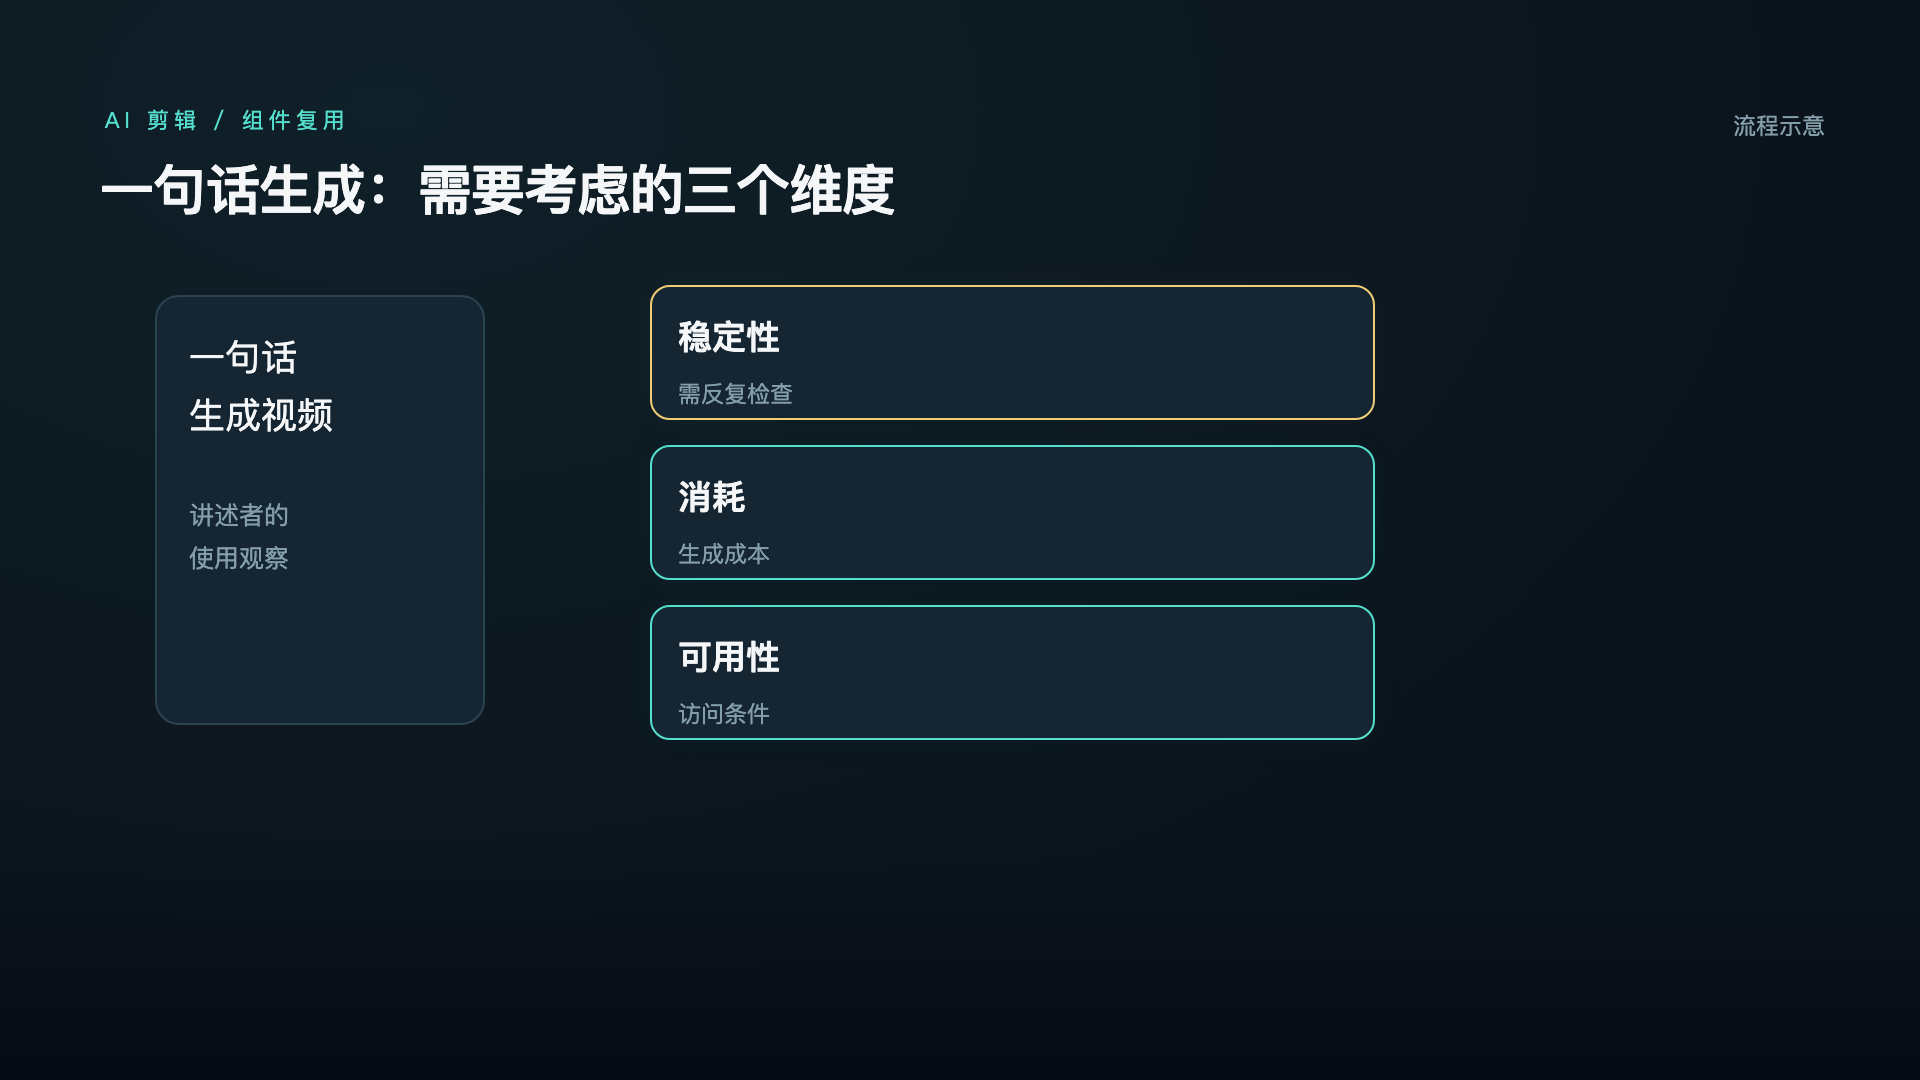 AI 剪辑 / 组件复用
流程示意
一句话生成：需要考虑的三个维度
一句话
生成视频
讲述者的
使用观察
稳定性
需反复检查
消耗
生成成本
可用性
访问条件